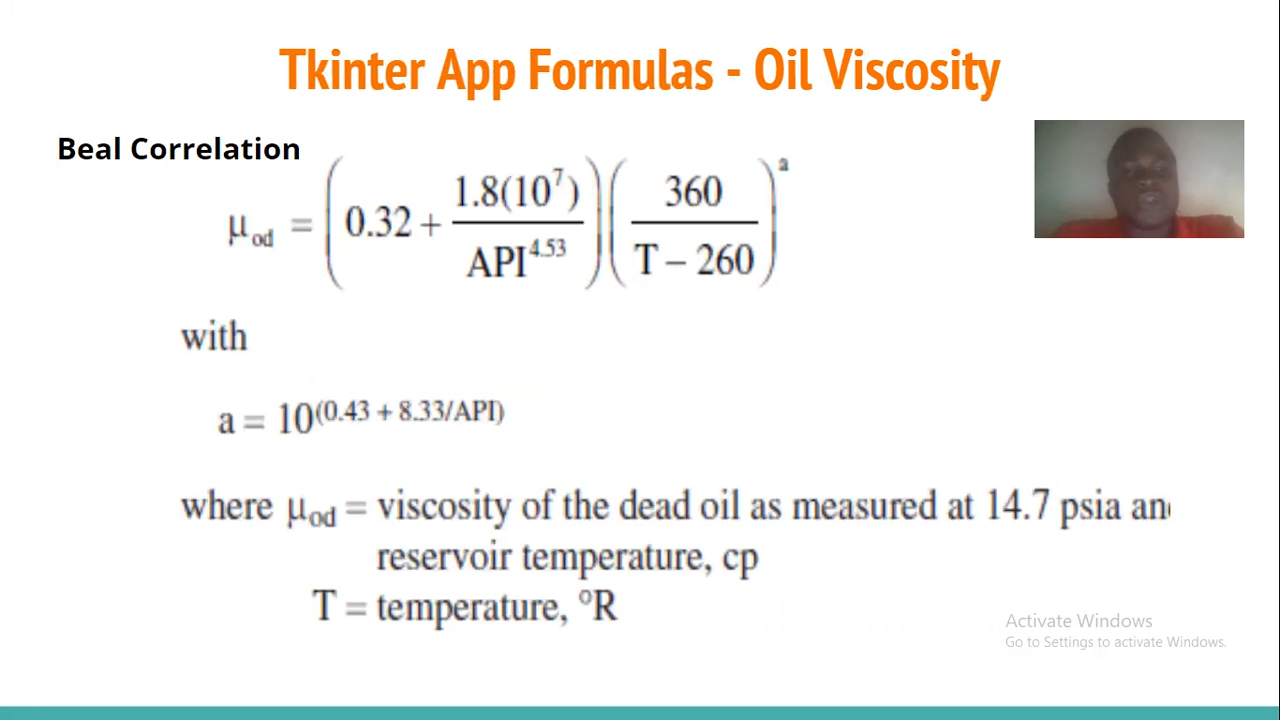 Tkinter App Formulas - Oil Viscosity
Beal Correlation
μod = (0.32 + 1.8(10^7) / API^4.53) (360 / T – 260)^a
with
a = 10^(0.43 + 8.33/API)
where μod = viscosity of the dead oil as measured at 14.7 psia an
reservoir temperature, cp
T = temperature, °R
Activate Windows
Go to Settings to activate Windows.